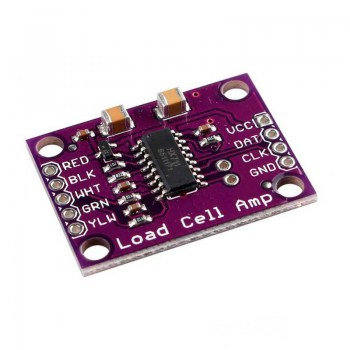 RED
BLK
WHT
GRN
YLW
VCC
DAT
CLK
GND
Load Cell Amp